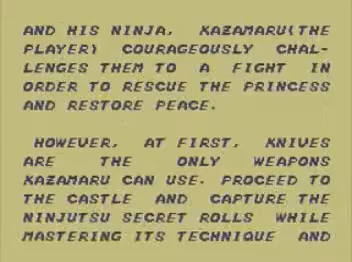 AND HIS NINJA, KAZAMARU(THE
PLAYER) COURAGEOUSLY CHAL-
LENGES THEM TO A FIGHT IN
ORDER TO RESCUE THE PRINCESS
AND RESTORE PEACE.
HOWEVER, AT FIRST, KNIVES
ARE THE ONLY WEAPONS
KAZAMARU CAN USE. PROCEED TO
THE CASTLE AND CAPTURE THE
NINJUTSU SECRET ROLLS WHILE
MASTERING ITS TECHNIQUE AND